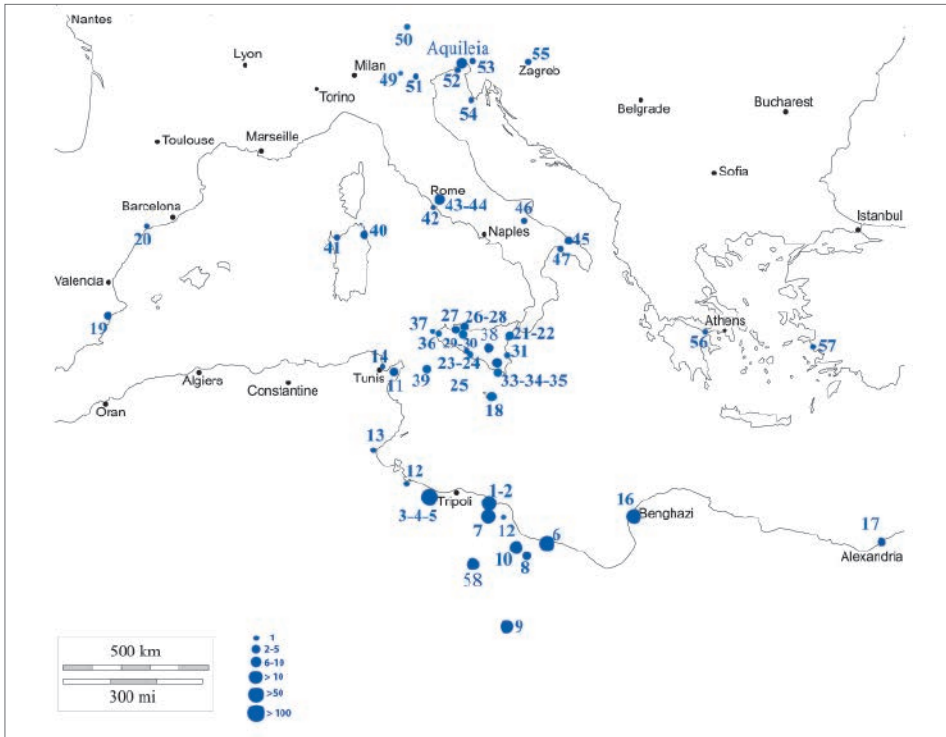 Nantes
50
Lyon
Aquileia
55
Milan
53
49
51
52
Zagreb
Torino
54
Belgrade
Bucharest
Toulouse
Marseille
Sofia
Rome
43-44
Barcelona
42
46
Istanbul
20
41
40
Naples
45
47
Valencia
19
37
27
26-28
38
21-22
Athens
56
57
36
29-30
31
14
23-24
Tunis
11
39
25
33-34-35
Algiers
Constantine
18
Oran
13
12
1-2
Tripoli
3-4-5
7
12
6
16
Benghazi
17
10
8
Alexandria
58
9
1
500 km
2-5
6-10
> 10
300 mi
>50
> 100